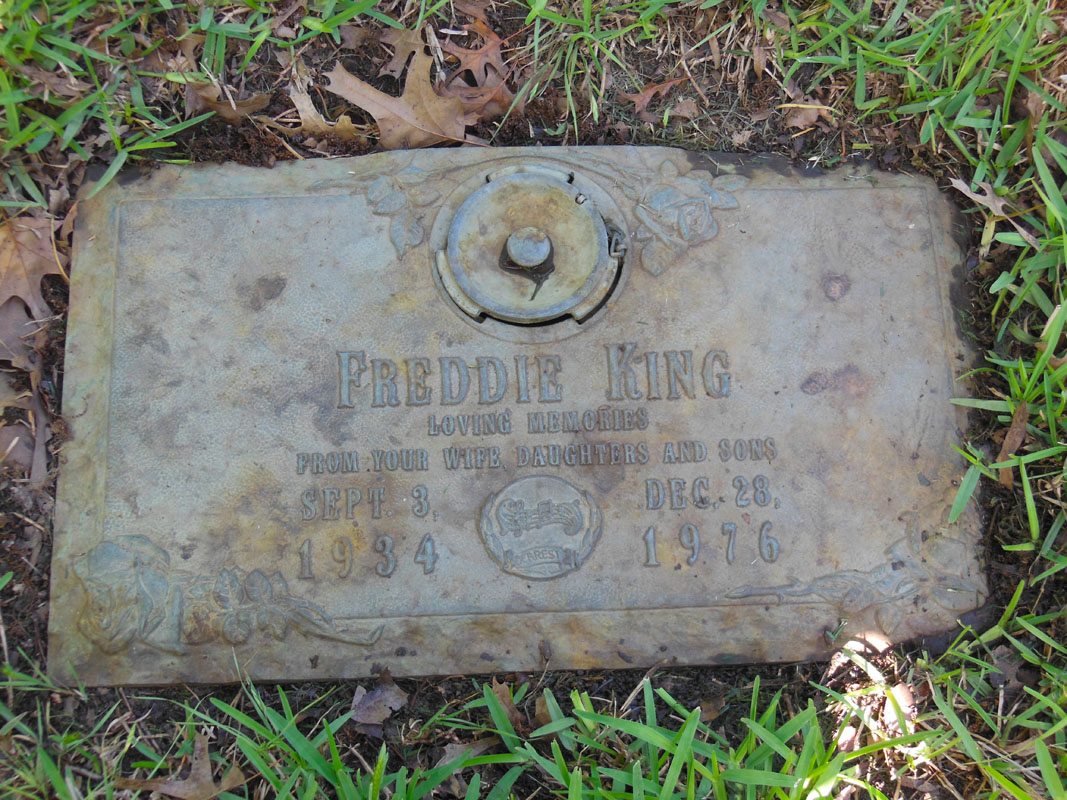 FREDDIE KING
LOVING MEMORIES
FROM YOUR WIFE, DAUGHTERS AND SONS
SEPT 3, DEC. 28,
1934 1976